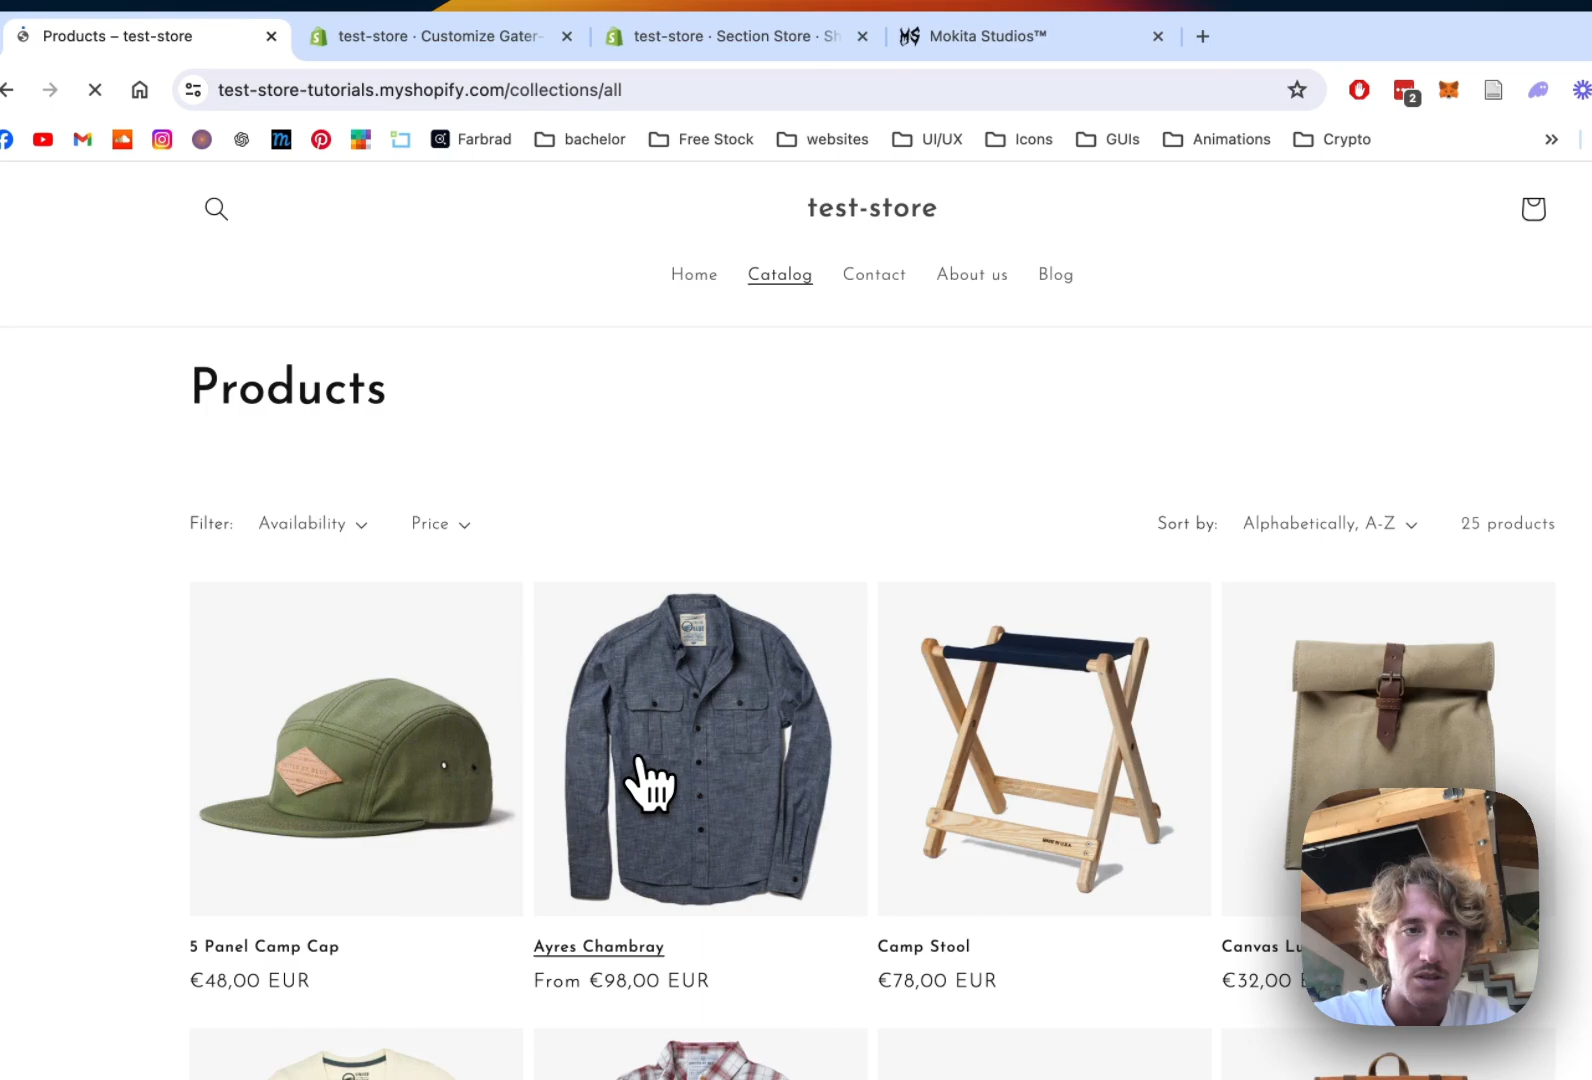 Products – test-store
test-store · Customize Gater-
test-store · Section Store · Sh
Mokita Studios™
test-store-tutorials.myshopify.com/collections/all
2
Farbrad
bachelor
Free Stock
websites
UI/UX
Icons
GUIs
Animations
Crypto
test-store
Home
Catalog
Contact
About us
Blog
Products
Filter:
Availability
Price
Sort by:
Alphabetically, A-Z
25 products
5 Panel Camp Cap
€48,00 EUR
Ayres Chambray
From €98,00 EUR
Camp Stool
€78,00 EUR
Canvas Lu
€32,00 E